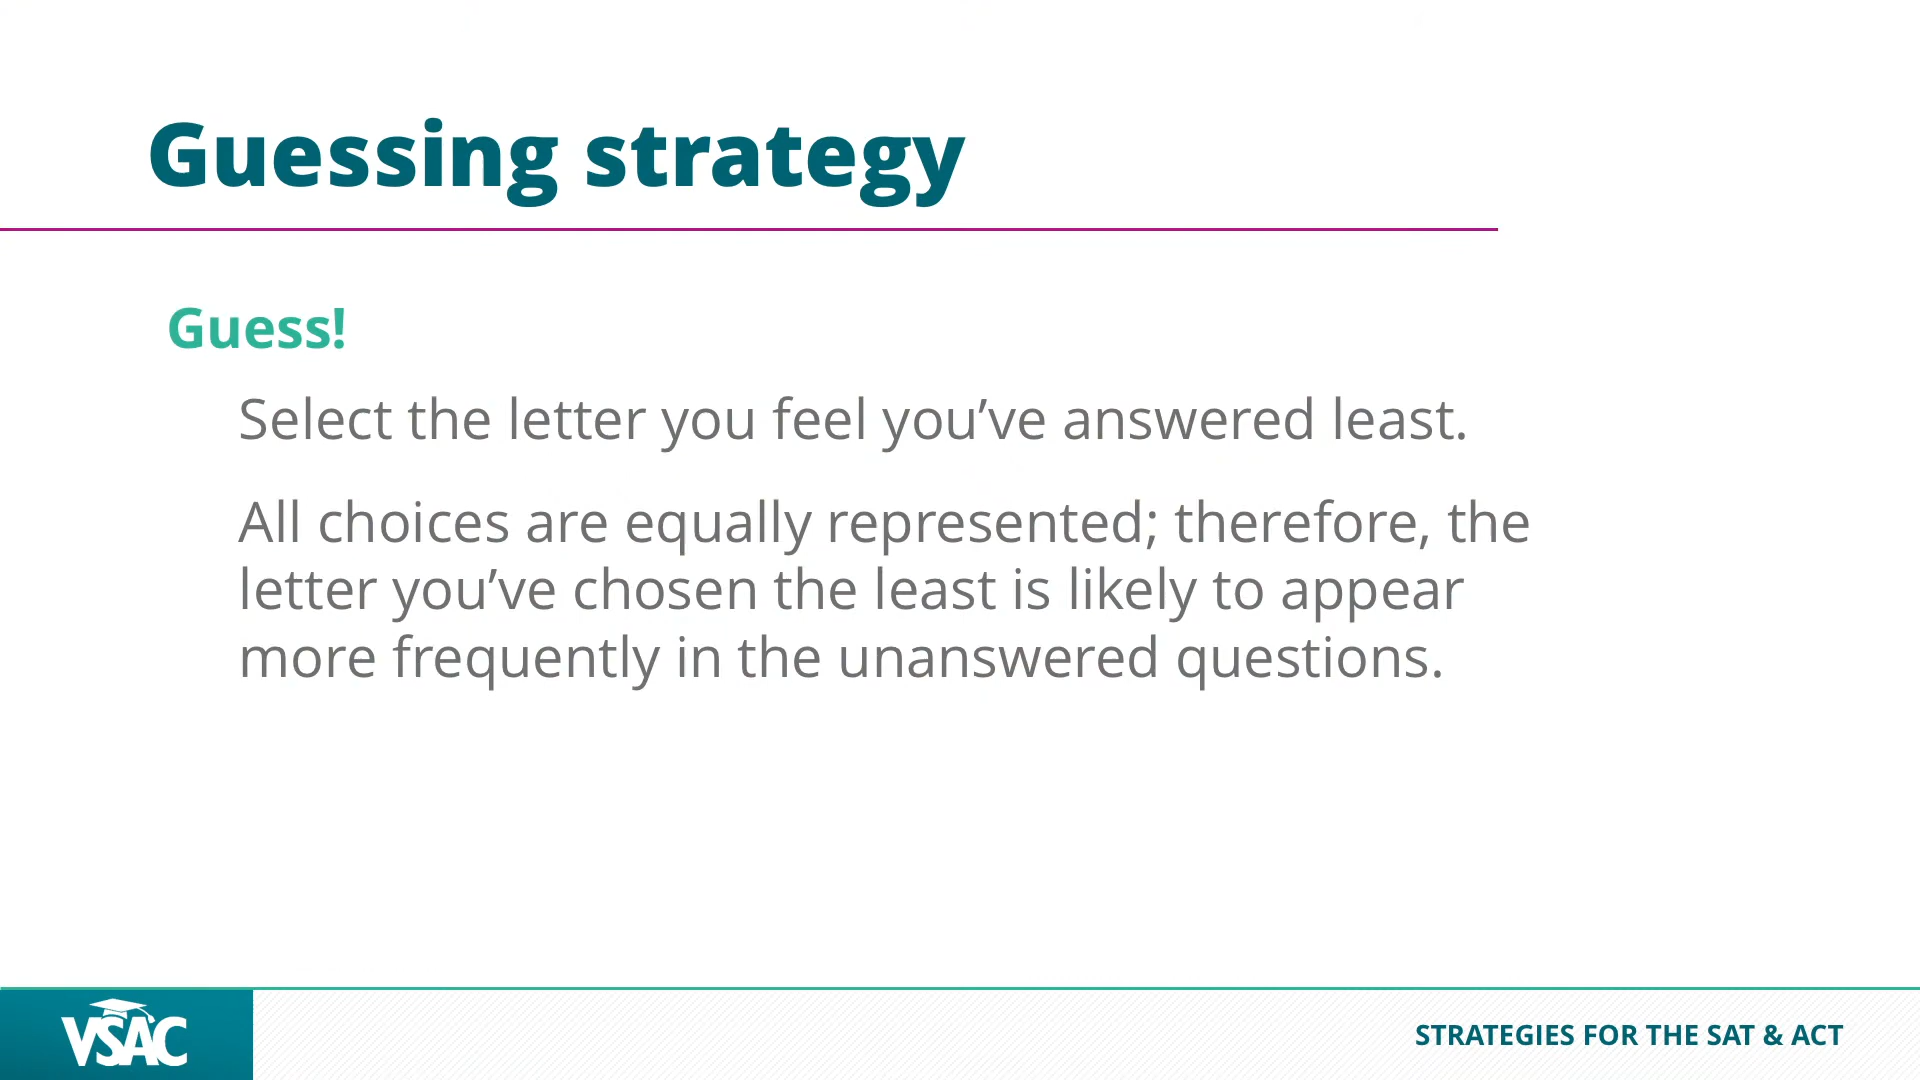 Guessing strategy
Guess!
Select the letter you feel you’ve answered least.
All choices are equally represented; therefore, the
letter you’ve chosen the least is likely to appear
more frequently in the unanswered questions.
VSAC
STRATEGIES FOR THE SAT & ACT